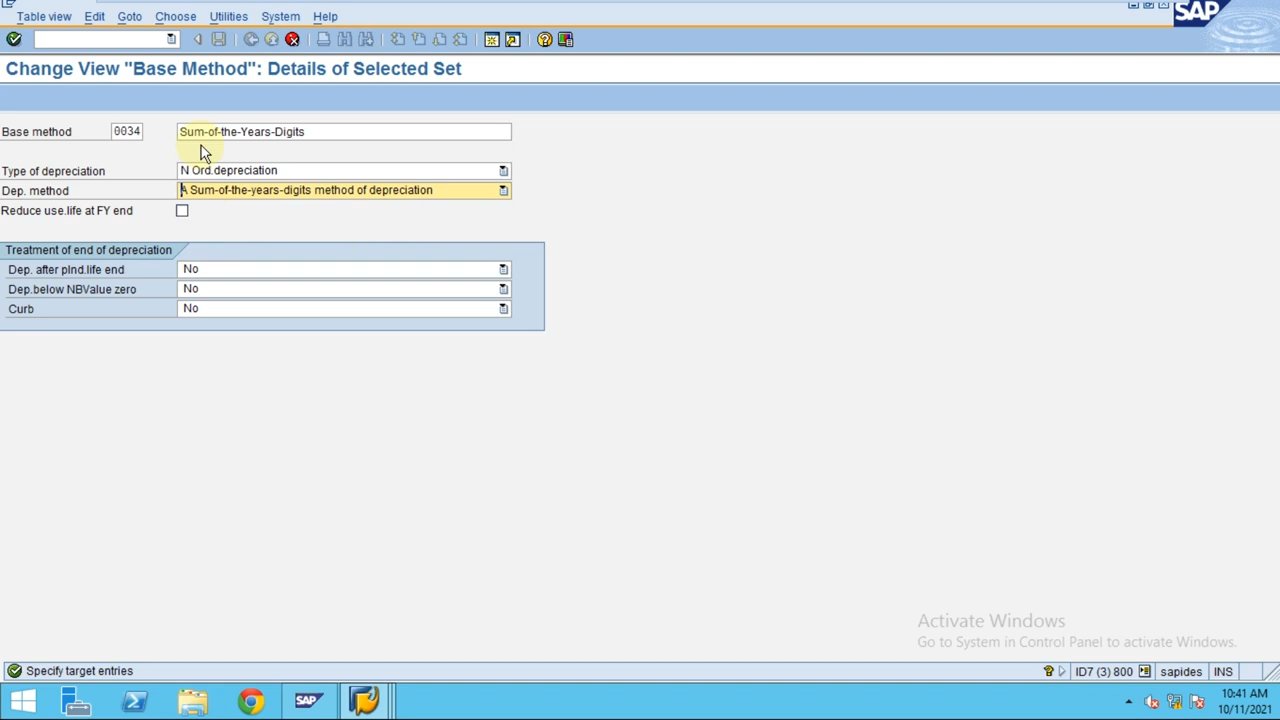 Table view Edit Goto Choose Utilities System Help
SAP
Change View "Base Method": Details of Selected Set
Base method 0034 Sum-of-the-Years-Digits
Type of depreciation N Ord.depreciation
Dep. method A Sum-of-the-years-digits method of depreciation
Reduce use.life at FY end
Treatment of end of depreciation
Dep. after plnd.life end No
Dep.below NBValue zero No
Curb No
Activate Windows
Go to System in Control Panel to activate Windows.
Specify target entries ID7 (3) 800 sapides INS
SAP
10:41 AM
10/11/2021